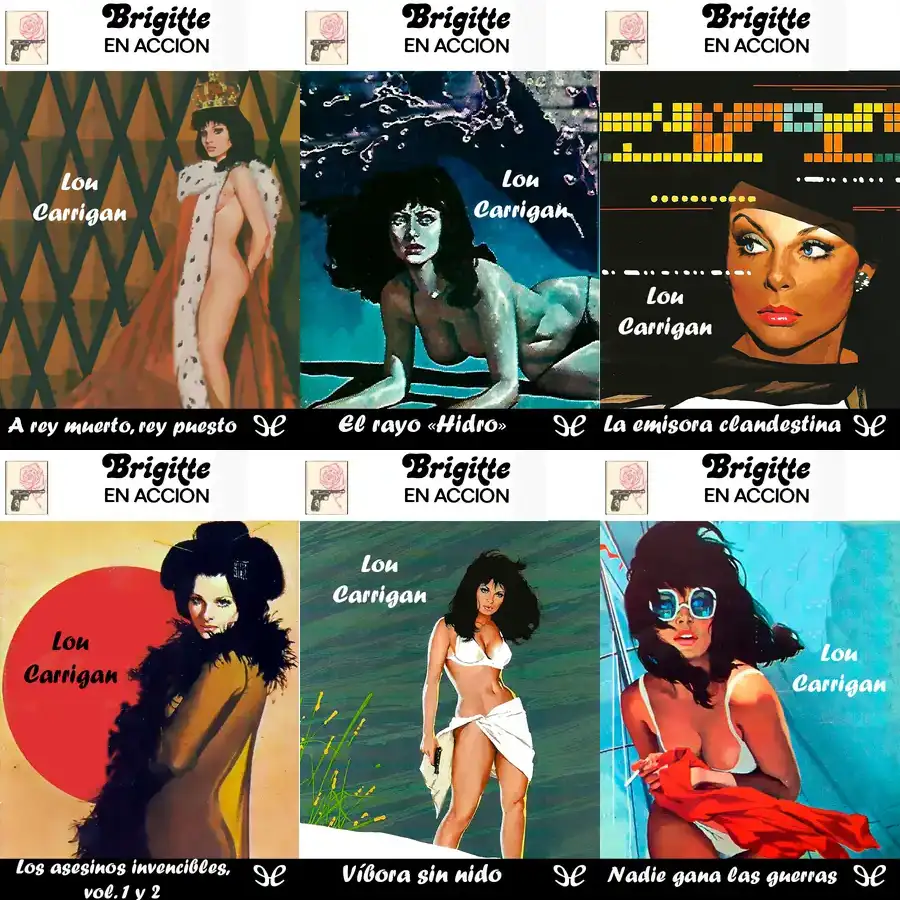 Brigitte
EN ACCION
Lou
Carrigan
A rey muerto, rey puesto
Brigitte
EN ACCION
Lou
Carrigan
El rayo «Hidro»
Brigitte
EN ACCION
Lou
Carrigan
La emisora clandestina
Brigitte
EN ACCION
Lou
Carrigan
Los asesinos invencibles,
vol. 1 y 2
Brigitte
EN ACCION
Lou
Carrigan
Víbora sin nido
Brigitte
EN ACCION
Lou
Carrigan
Nadie gana las guerras